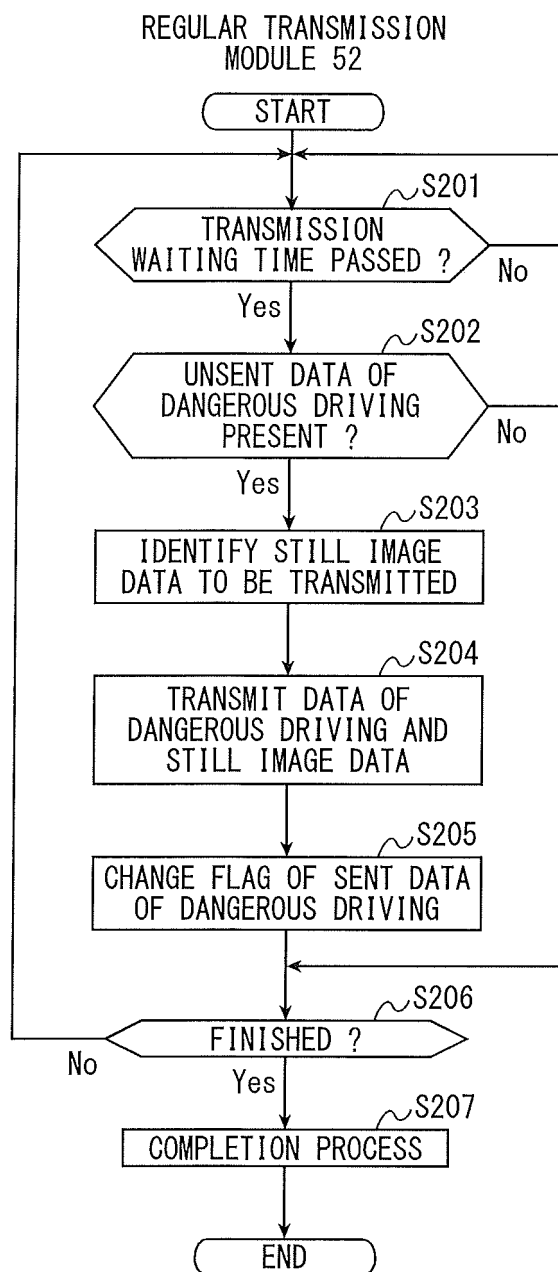 REGULAR TRANSMISSION
MODULE 52
START
S201
TRANSMISSION
WAITING TIME PASSED ?
No
Yes
S202
UNSENT DATA OF
DANGEROUS DRIVING
PRESENT ?
No
Yes
S203
IDENTIFY STILL IMAGE
DATA TO BE TRANSMITTED
S204
TRANSMIT DATA OF
DANGEROUS DRIVING AND
STILL IMAGE DATA
S205
CHANGE FLAG OF SENT DATA
OF DANGEROUS DRIVING
S206
FINISHED ?
No
Yes
S207
COMPLETION PROCESS
END